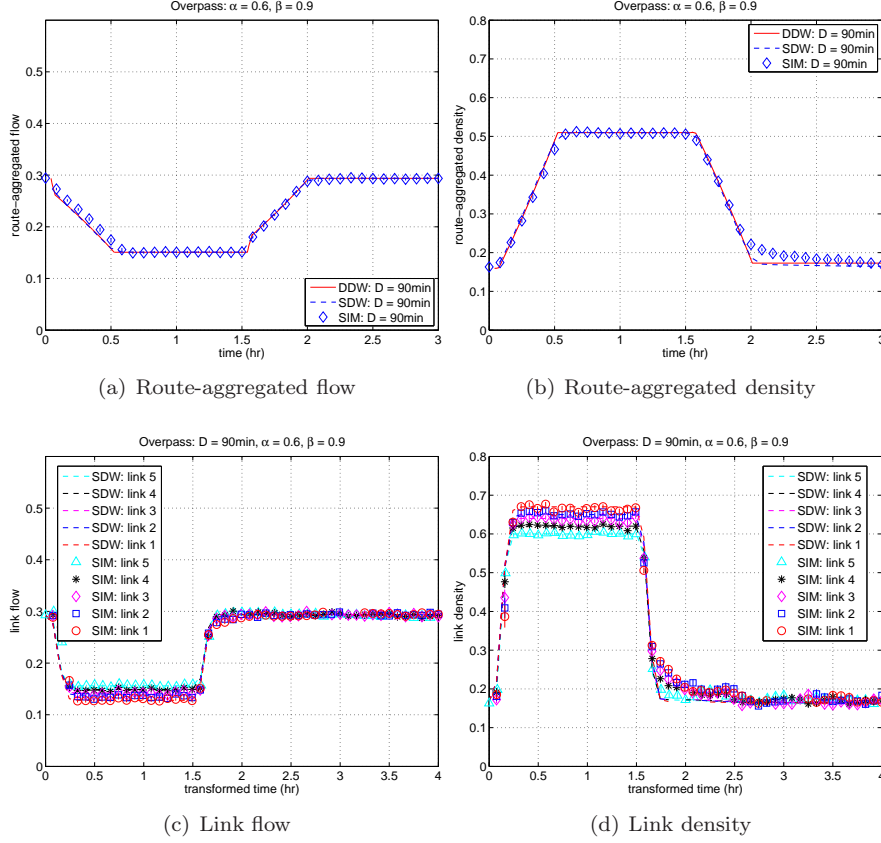 Overpass: α = 0.6, β = 0.9
route−aggregated flow
0.5
0.4
0.3
0.2
0.1
0
0 0.5 1 1.5 2 2.5 3
time (hr)
DDW: D = 90min
SDW: D = 90min
SIM: D = 90min
(a) Route-aggregated flow
Overpass: α = 0.6, β = 0.9
route−aggregated density
0.8
0.7
0.6
0.5
0.4
0.3
0.2
0.1
0
0 0.5 1 1.5 2 2.5 3
time (hr)
DDW: D = 90min
SDW: D = 90min
SIM: D = 90min
(b) Route-aggregated density
Overpass: D = 90min, α = 0.6, β = 0.9
link flow
0.5
0.4
0.3
0.2
0.1
0
0 0.5 1 1.5 2 2.5 3 3.5 4
transformed time (hr)
SDW: link 5
SDW: link 4
SDW: link 3
SDW: link 2
SDW: link 1
SIM: link 5
SIM: link 4
SIM: link 3
SIM: link 2
SIM: link 1
(c) Link flow
Overpass: D = 90min, α = 0.6, β = 0.9
link density
0.8
0.7
0.6
0.5
0.4
0.3
0.2
0.1
0
0 0.5 1 1.5 2 2.5 3 3.5 4
transformed time (hr)
SDW: link 5
SDW: link 4
SDW: link 3
SDW: link 2
SDW: link 1
SIM: link 5
SIM: link 4
SIM: link 3
SIM: link 2
SIM: link 1
(d) Link density